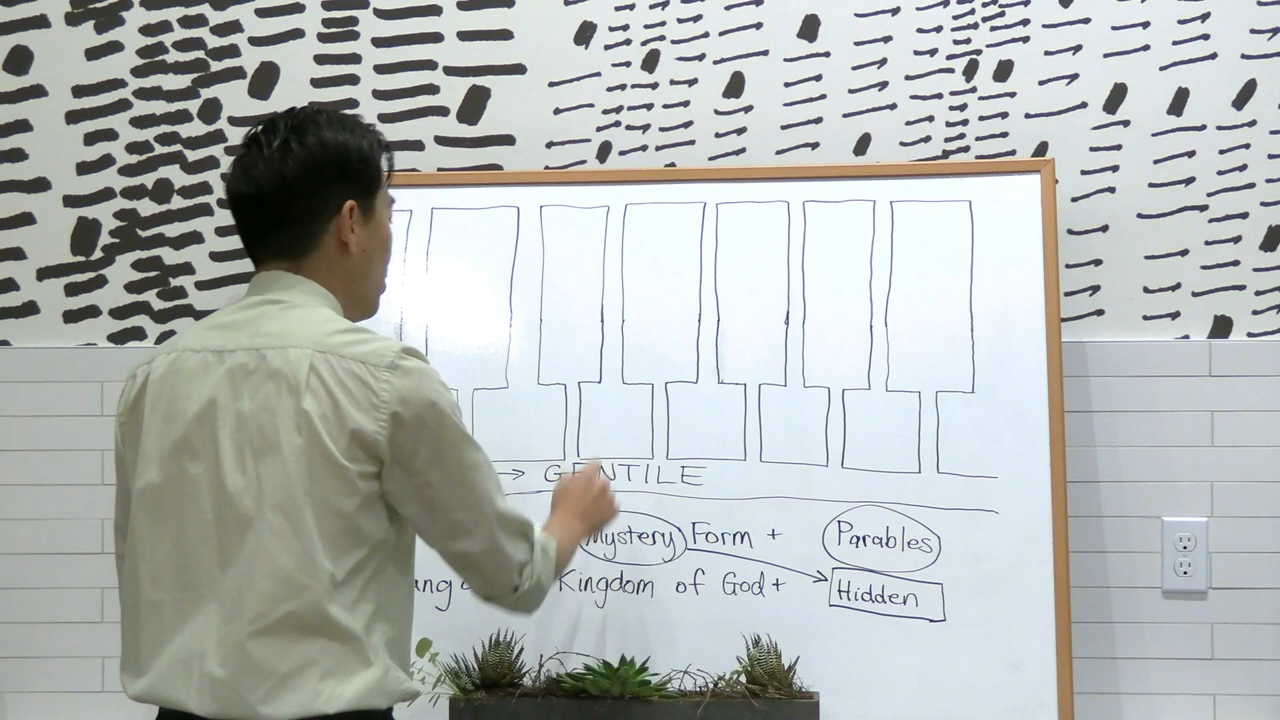 → GENTILE
Mystery Form + Parables
Kingdom of God + Hidden